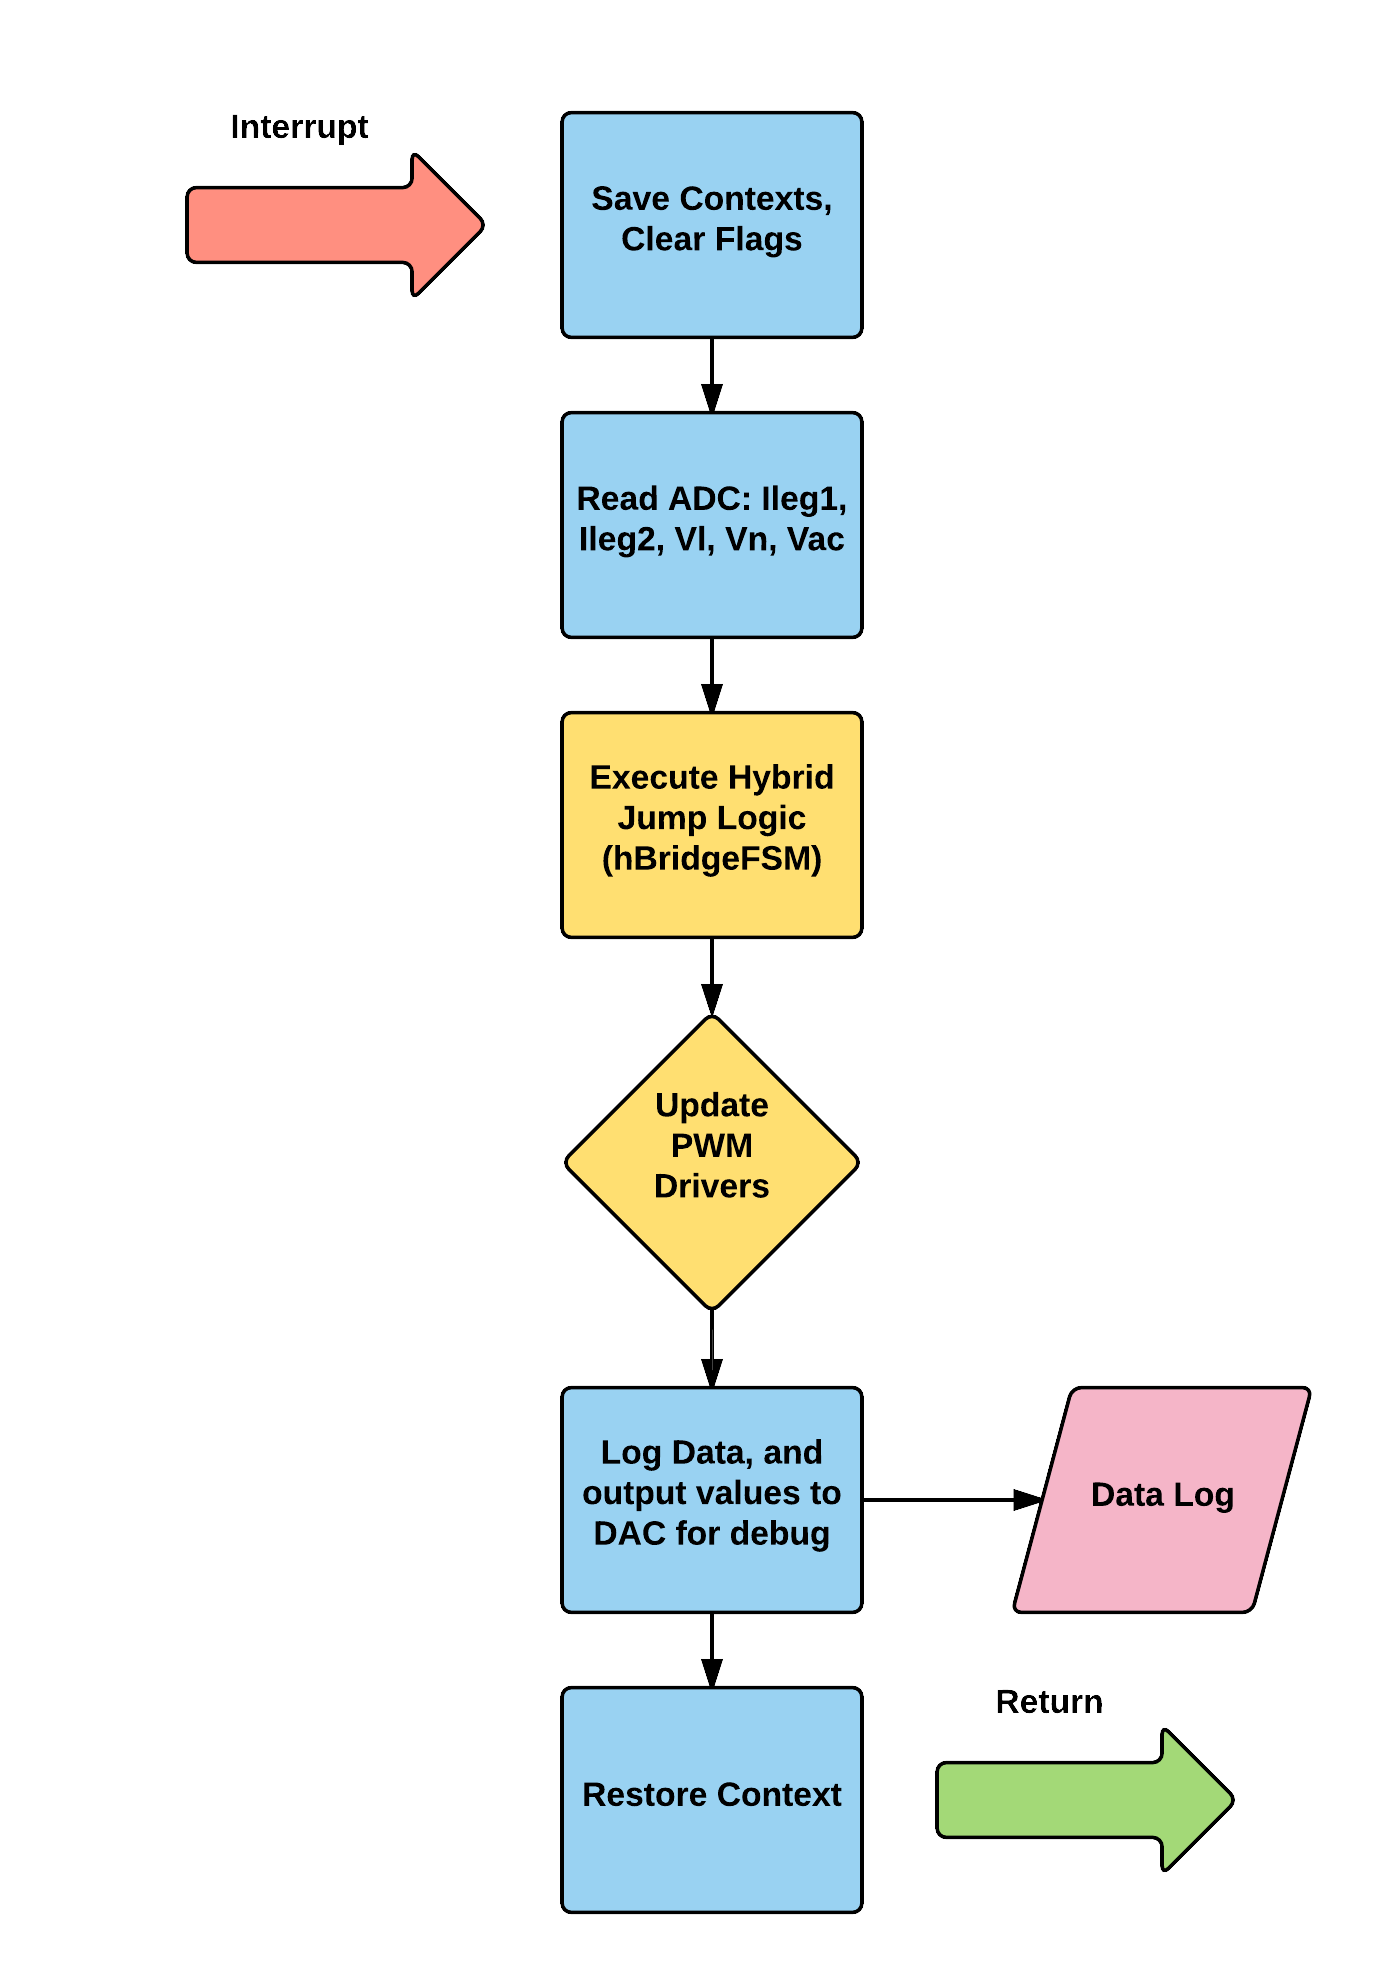 Interrupt
Save Contexts,
Clear Flags
Read ADC: Ileg1,
Ileg2, Vl, Vn, Vac
Execute Hybrid
Jump Logic
(hBridgeFSM)
Update
PWM
Drivers
Log Data, and
output values to
DAC for debug
Data Log
Return
Restore Context